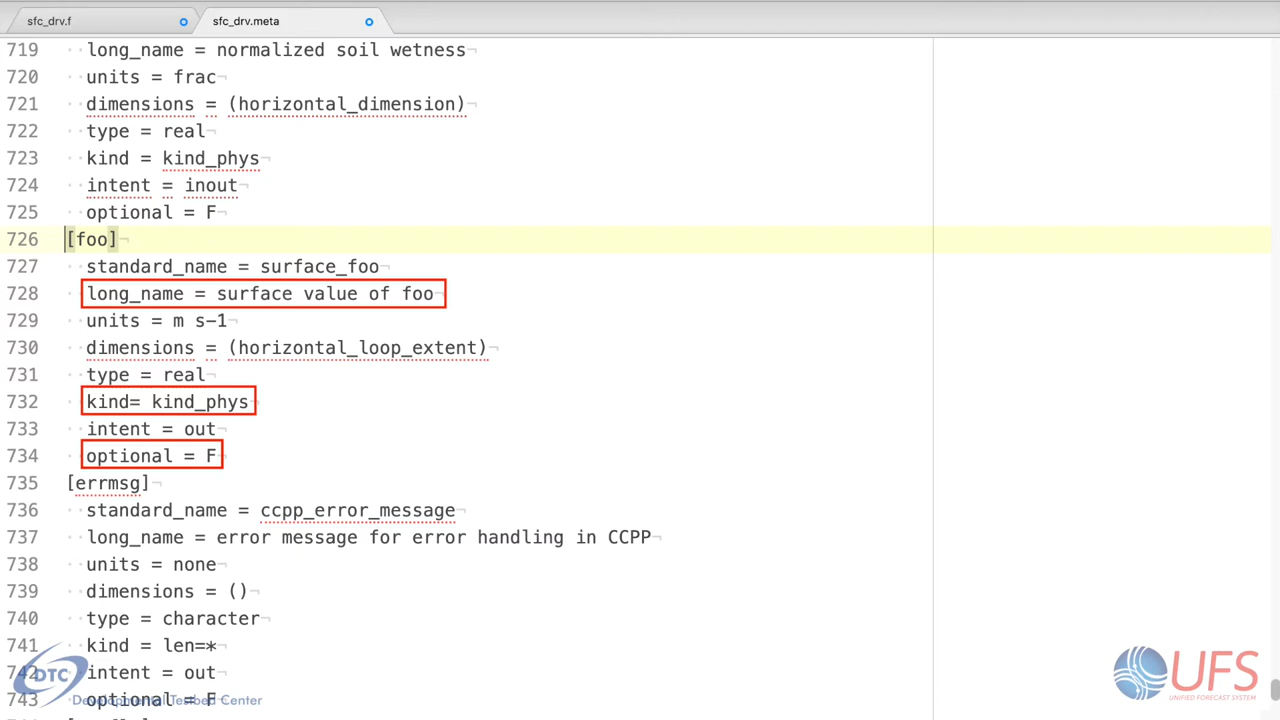 sfc_drv.f
sfc_drv.meta
719 long_name = normalized soil wetness¬
720 units = frac¬
721 dimensions = (horizontal_dimension)¬
722 type = real¬
723 kind = kind_phys¬
724 intent = inout¬
725 optional = F¬
726 [foo]¬
727 standard_name = surface_foo¬
728 long_name = surface value of foo¬
729 units = m s-1¬
730 dimensions = (horizontal_loop_extent)¬
731 type = real¬
732 kind= kind_phys¬
733 intent = out¬
734 optional = F¬
735 [errmsg]¬
736 standard_name = ccpp_error_message¬
737 long_name = error message for error handling in CCPP¬
738 units = none¬
739 dimensions = ()¬
740 type = character¬
741 kind = len=*¬
742 intent = out¬
743 optional = F¬
DTC
Developmental Testbed Center
UFS
UNIFIED FORECAST SYSTEM